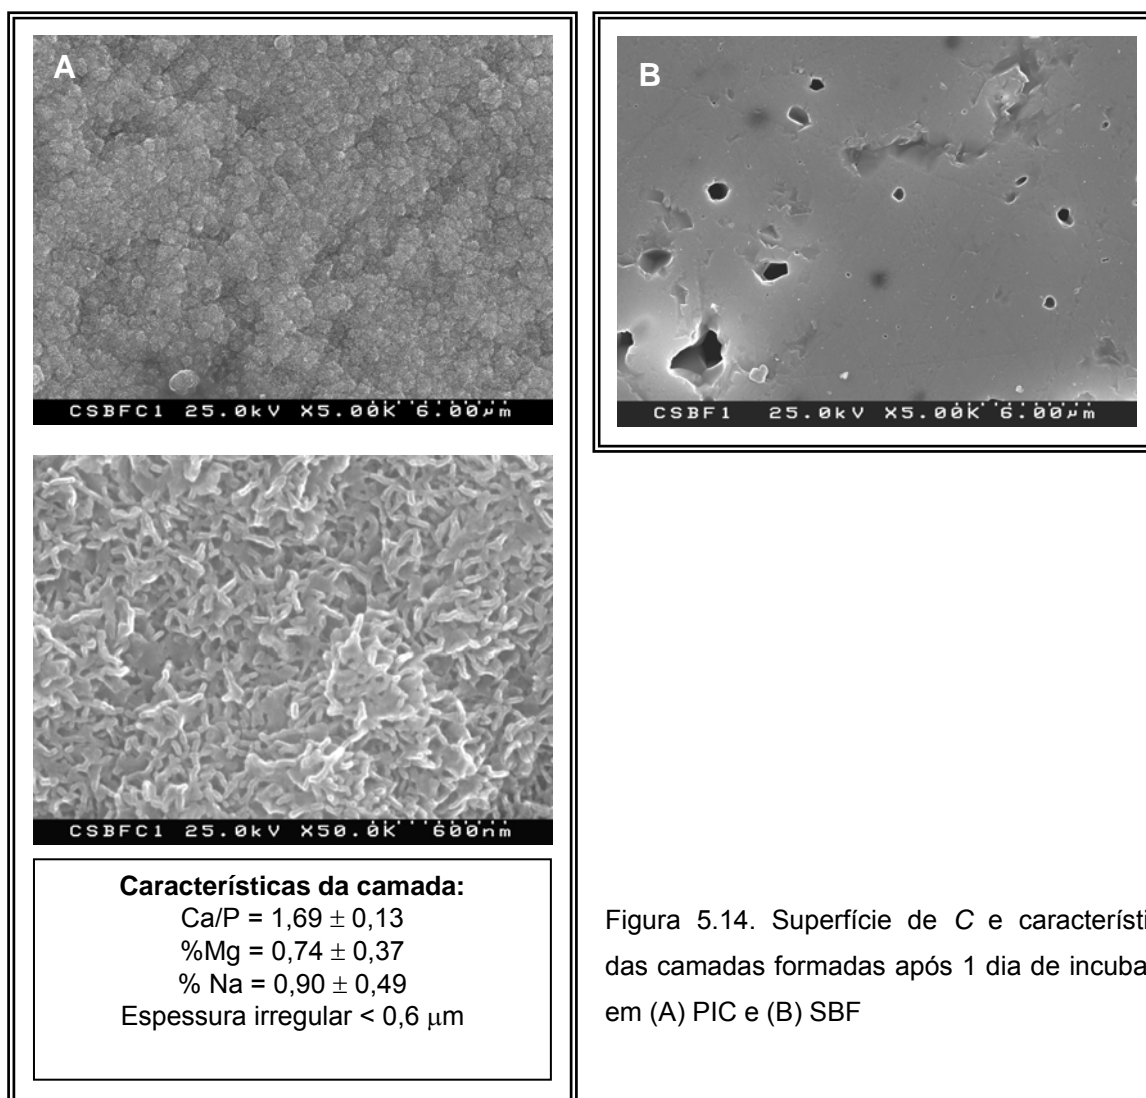 A
CSBFC1 25.0kV X5.00K 6.00µm
CSBFC1 25.0kV X50.0K 600nm
Características da camada:
Ca/P = 1,69 ± 0,13
%Mg = 0,74 ± 0,37
% Na = 0,90 ± 0,49
Espessura irregular < 0,6 µm
B
CSBF1 25.0kV X5.00K 6.00µm
Figura 5.14. Superfície de C e característi
das camadas formadas após 1 dia de incuba
em (A) PIC e (B) SBF